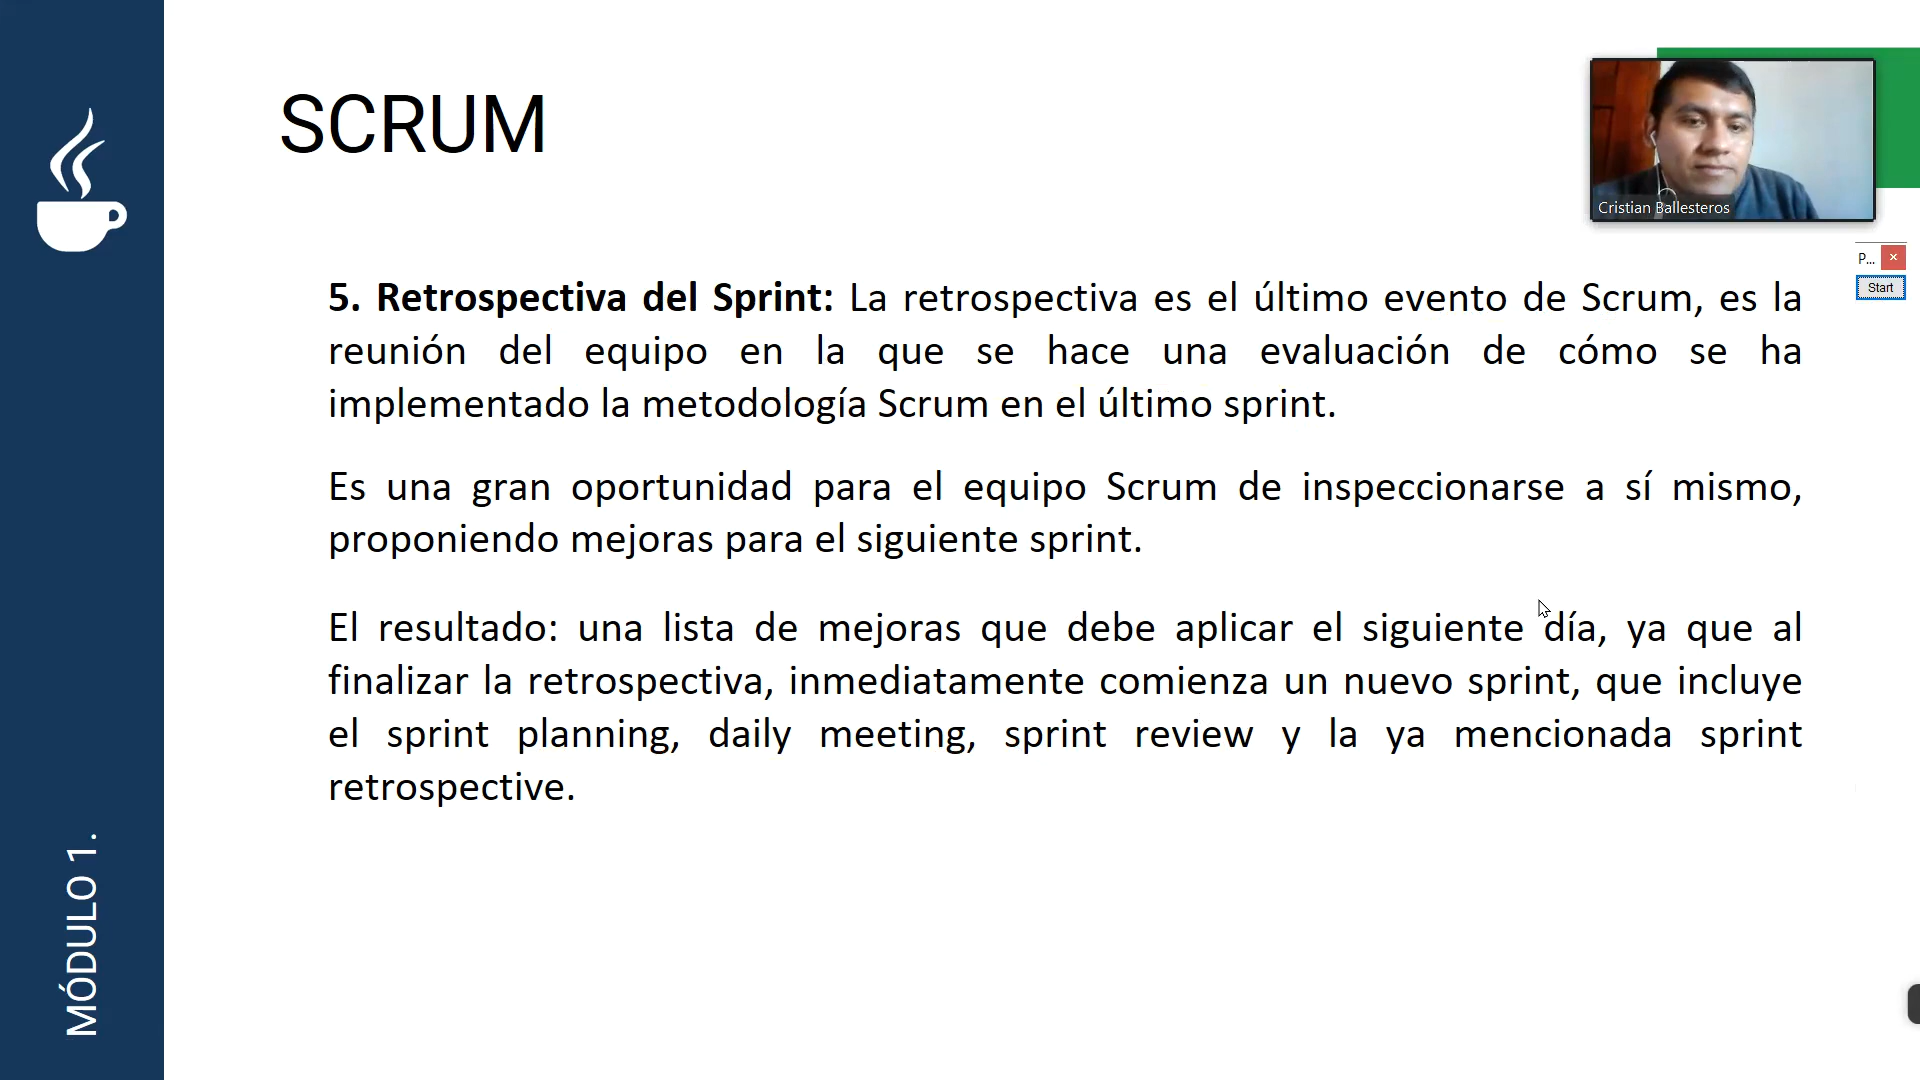 SCRUM
Cristian Ballesteros
P...
Start
5. Retrospectiva del Sprint: La retrospectiva es el último evento de Scrum, es la
reunión del equipo en la que se hace una evaluación de cómo se ha
implementado la metodología Scrum en el último sprint.
Es una gran oportunidad para el equipo Scrum de inspeccionarse a sí mismo,
proponiendo mejoras para el siguiente sprint.
El resultado: una lista de mejoras que debe aplicar el siguiente día, ya que al
finalizar la retrospectiva, inmediatamente comienza un nuevo sprint, que incluye
el sprint planning, daily meeting, sprint review y la ya mencionada sprint
retrospective.
MÓDULO 1.